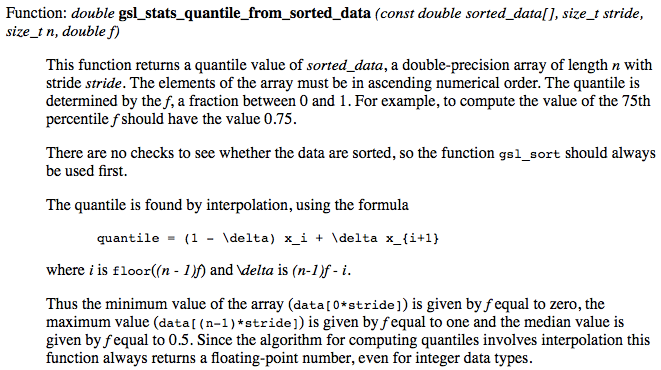 Function: double gsl_stats_quantile_from_sorted_data (const double sorted_data[], size_t stride,
size_t n, double f)
This function returns a quantile value of sorted_data, a double-precision array of length n with
stride stride. The elements of the array must be in ascending numerical order. The quantile is
determined by the f, a fraction between 0 and 1. For example, to compute the value of the 75th
percentile f should have the value 0.75.
There are no checks to see whether the data are sorted, so the function gsl_sort should always
be used first.
The quantile is found by interpolation, using the formula
quantile = (1 - \delta) x_i + \delta x_{i+1}
where i is floor((n - 1)f) and \delta is (n-1)f - i.
Thus the minimum value of the array (data[0*stride]) is given by f equal to zero, the
maximum value (data[(n-1)*stride]) is given by f equal to one and the median value is
given by f equal to 0.5. Since the algorithm for computing quantiles involves interpolation this
function always returns a floating-point number, even for integer data types.